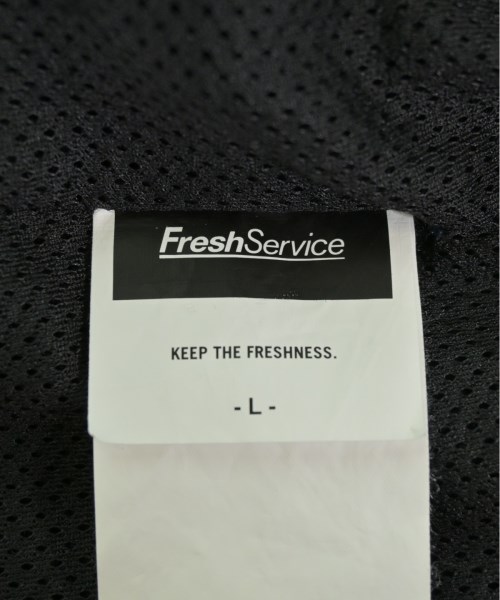 FreshService
KEEP THE FRESHNESS.
- L -